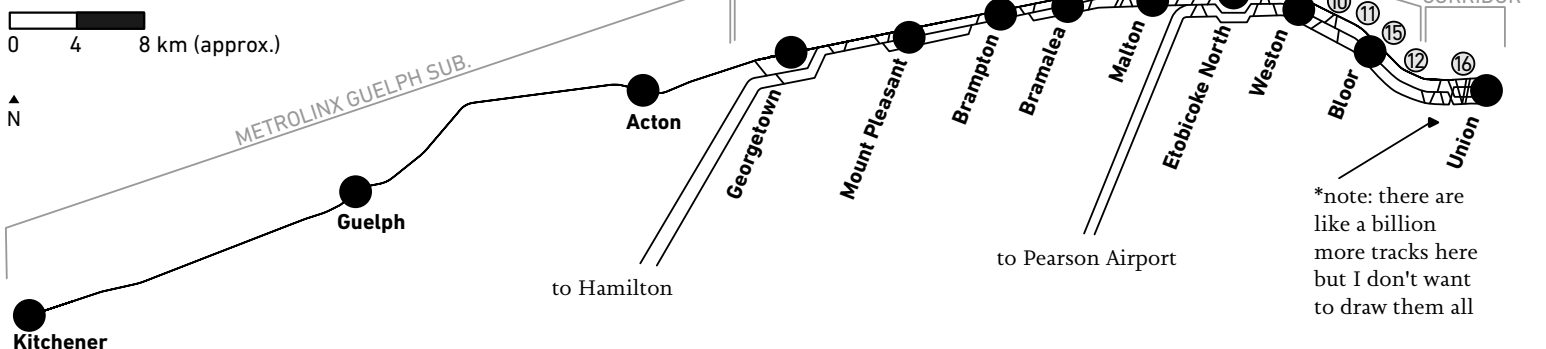 0 4 8 km (approx.)
N
METROLINX GUELPH SUB.
10
11
15
12
16
Kitchener
Guelph
Acton
Georgetown
Mount Pleasant
Brampton
Bramalea
Malton
Etobicoke North
Weston
Bloor
Union
to Hamilton
to Pearson Airport
*note: there are
like a billion
more tracks here
but I don't want
to draw them all